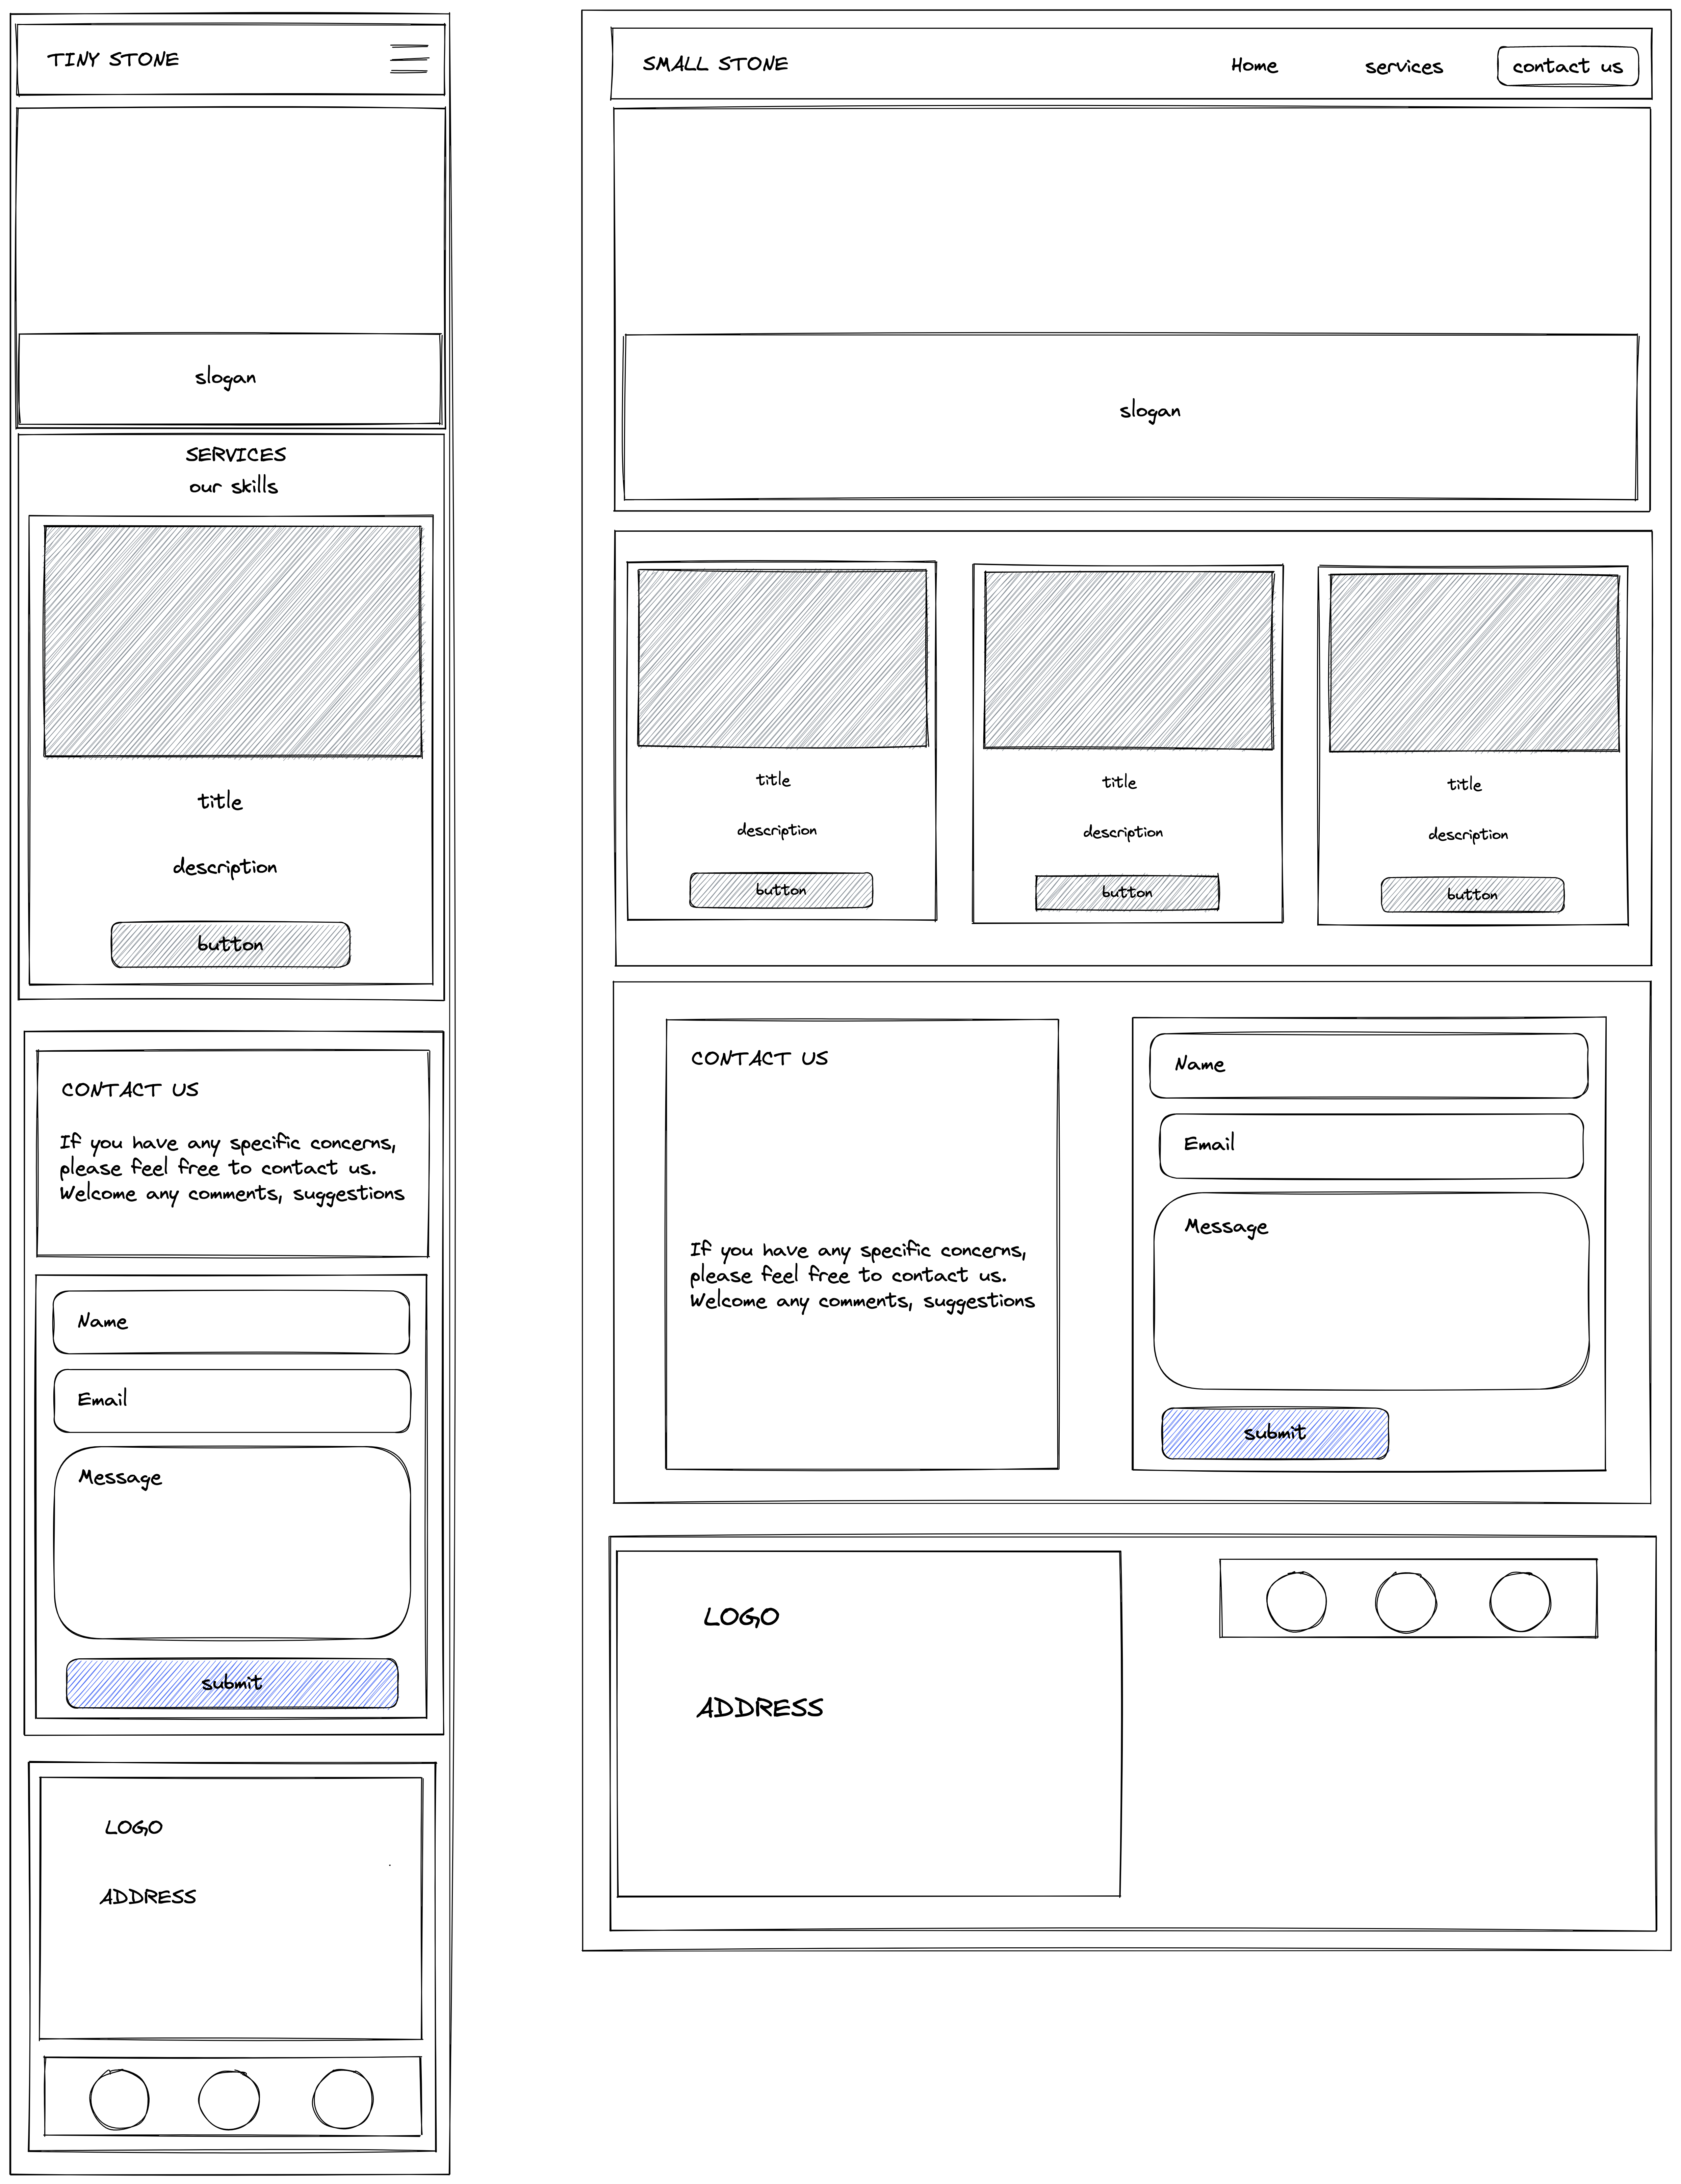 TINY STONE
slogan
SERVICES
our skills
title
description
button
CONTACT US
If you have any specific concerns,
please feel free to contact us.
Welcome any comments, suggestions
Name
Email
Message
submit
LOGO
ADDRESS
SMALL STONE
Home
services
contact us
slogan
title
description
button
title
description
button
title
description
button
CONTACT US
If you have any specific concerns,
please feel free to contact us.
Welcome any comments, suggestions
Name
Email
Message
submit
LOGO
ADDRESS